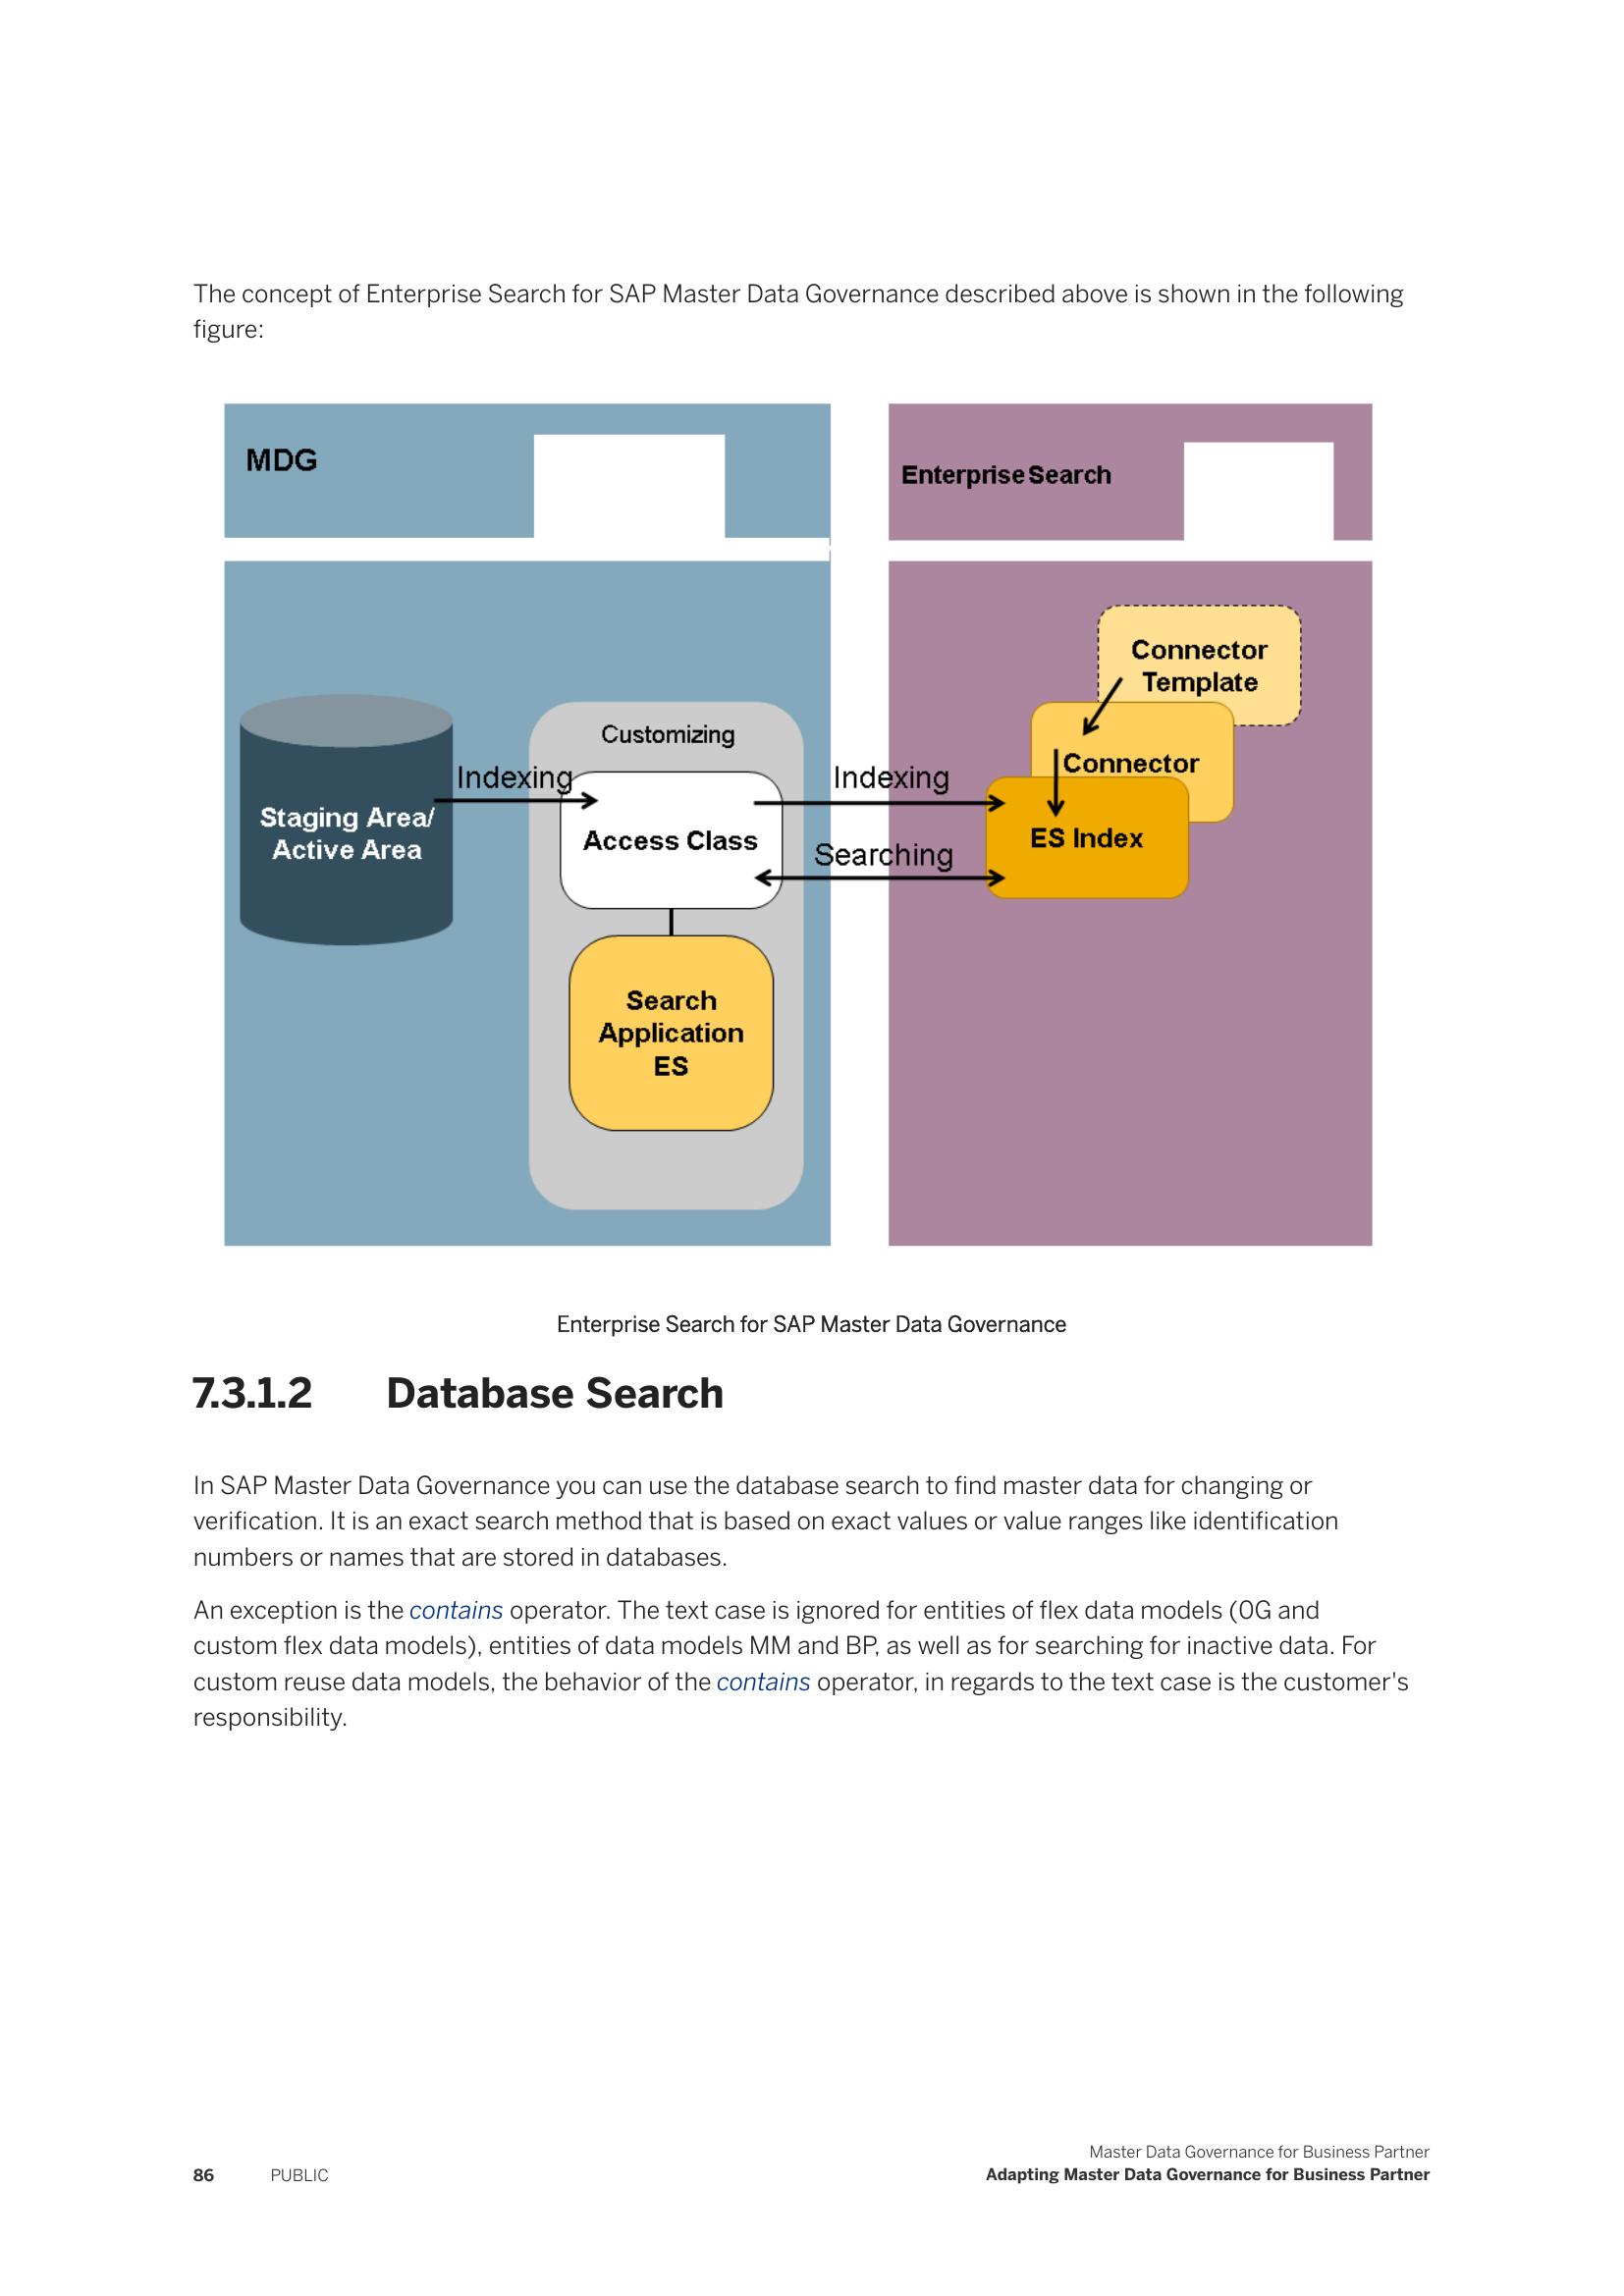 The concept of Enterprise Search for SAP Master Data Governance described above is shown in the following
figure:
MDG
Enterprise Search
Connector
Template
Customizing
Indexing
Indexing
Connector
Staging Area/
Active Area
Access Class
ES Index
Searching
Search
Application
ES
Enterprise Search for SAP Master Data Governance
7.3.1.2 Database Search
In SAP Master Data Governance you can use the database search to find master data for changing or
verification. It is an exact search method that is based on exact values or value ranges like identification
numbers or names that are stored in databases.
An exception is the contains operator. The text case is ignored for entities of flex data models (0G and
custom flex data models), entities of data models MM and BP, as well as for searching for inactive data. For
custom reuse data models, the behavior of the contains operator, in regards to the text case is the customer's
responsibility.
Master Data Governance for Business Partner
86 PUBLIC Adapting Master Data Governance for Business Partner